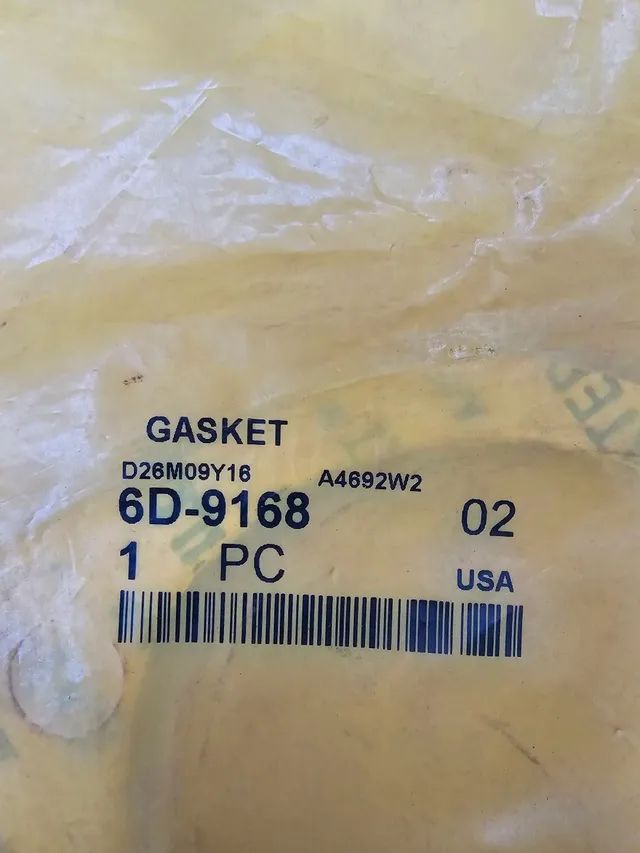 GASKET
D26M09Y16 A4692W2
6D-9168 02
1 PC USA